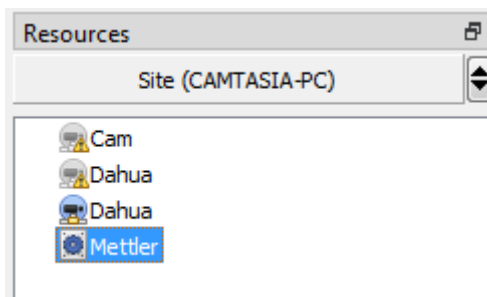 Resources
Site (CAMTASIA-PC)
Cam
Dahua
Dahua
Mettler